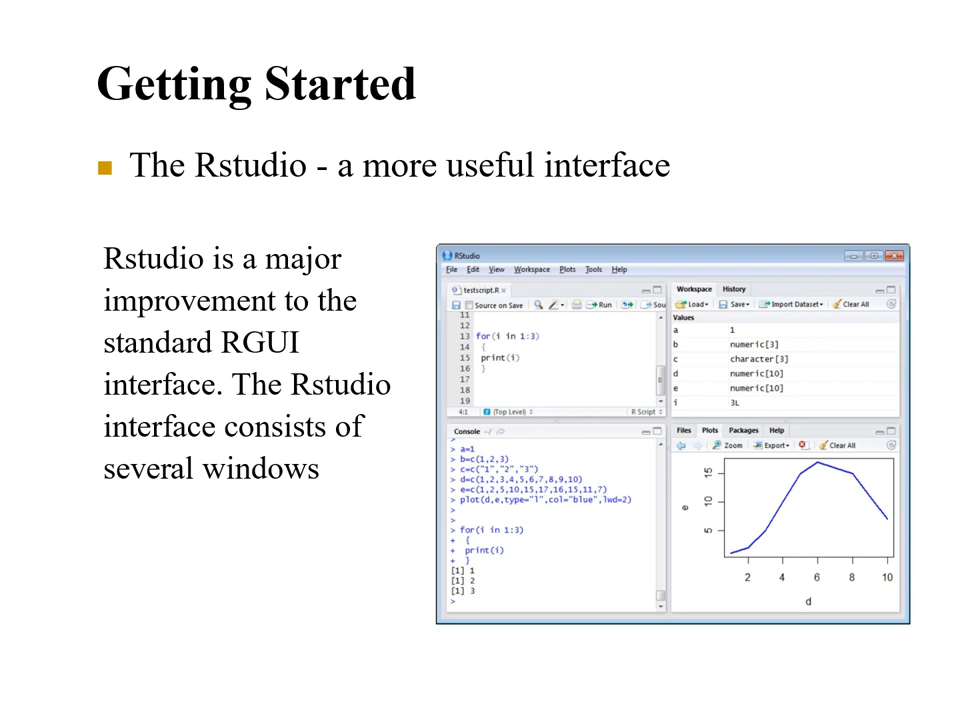 Getting Started
The Rstudio - a more useful interface
Rstudio is a major
improvement to the
standard RGUI
interface. The Rstudio
interface consists of
several windows
RStudio
File Edit View Workspace Plots Tools Help
testscript.R
Source on Save Run Sou
11
12
13 for(i in 1:3)
14 {
15 print(i)
16 }
17
18
19
4:1 (Top Level) R Script
Workspace History
Load Save Import Dataset Clear All
Values
a 1
b numeric[3]
c character[3]
d numeric[10]
e numeric[10]
i 3L
Console ~/
>
> a=1
> b=c(1,2,3)
> c=c("1","2","3")
> d=c(1,2,3,4,5,6,7,8,9,10)
> e=c(1,2,5,10,15,17,16,15,11,7)
> plot(d,e,type="l",col="blue",lwd=2)
>
>
> for(i in 1:3)
+ {
+ print(i)
+ }
[1] 1
[1] 2
[1] 3
>
Files Plots Packages Help
Zoom Export Clear All
15
10
5
e
2 4 6 8 10
d